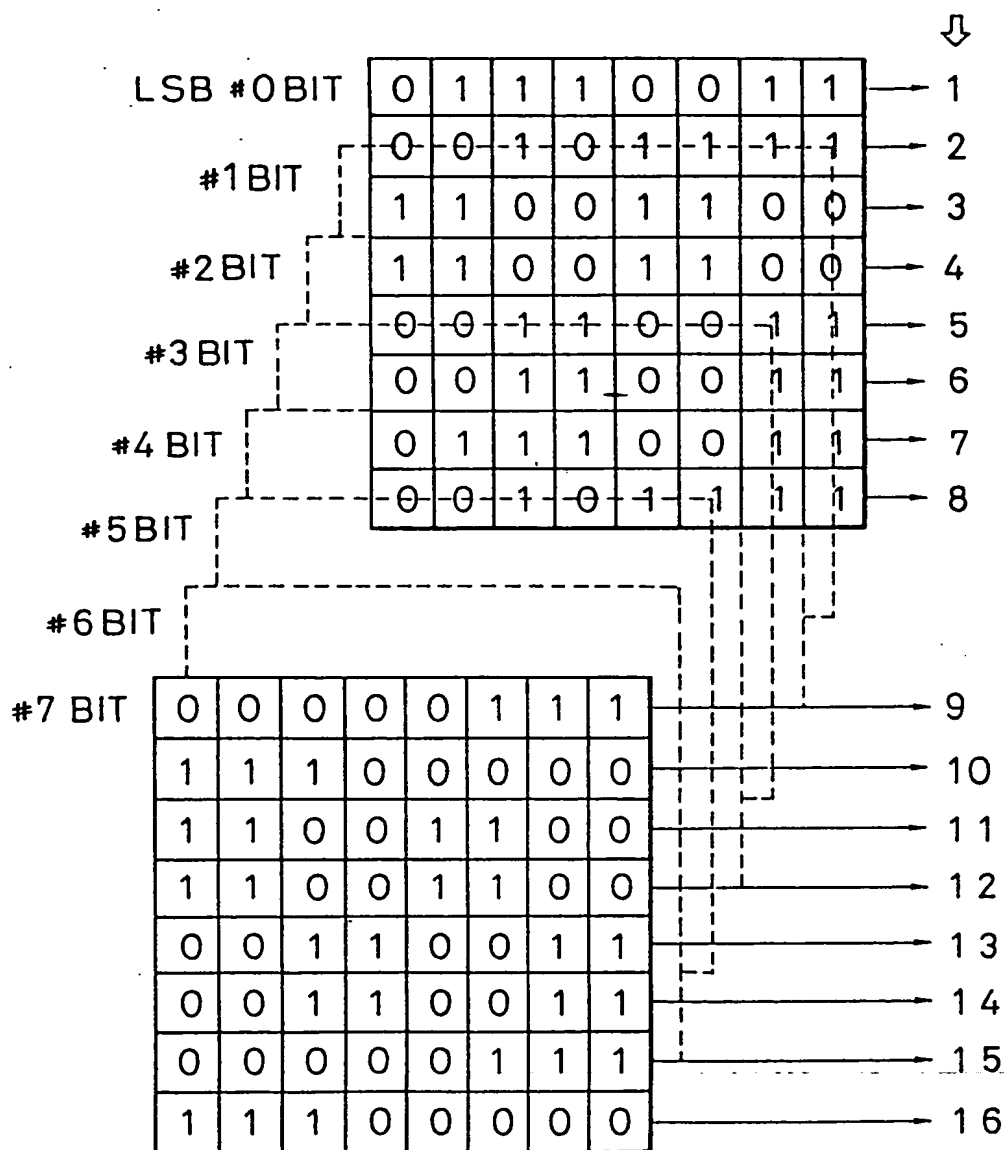 LSB #0 BIT 0 1 1 1 0 0 1 1 1
0 0 1 0 1 1 1 1 2
#1 BIT
1 1 0 0 1 1 0 0 3
#2 BIT 1 1 0 0 1 1 0 0 4
0 0 1 1 0 0 1 1 5
#3 BIT
0 0 1 1 0 0 1 1 6
#4 BIT 0 1 1 1 0 0 1 1 7
0 0 1 0 1 1 1 1 8
#5 BIT
#6 BIT
#7 BIT 0 0 0 0 0 1 1 1 9
1 1 1 0 0 0 0 0 10
1 1 0 0 1 1 0 0 11
1 1 0 0 1 1 0 0 12
0 0 1 1 0 0 1 1 13
0 0 1 1 0 0 1 1 14
0 0 0 0 0 1 1 1 15
1 1 1 0 0 0 0 0 16